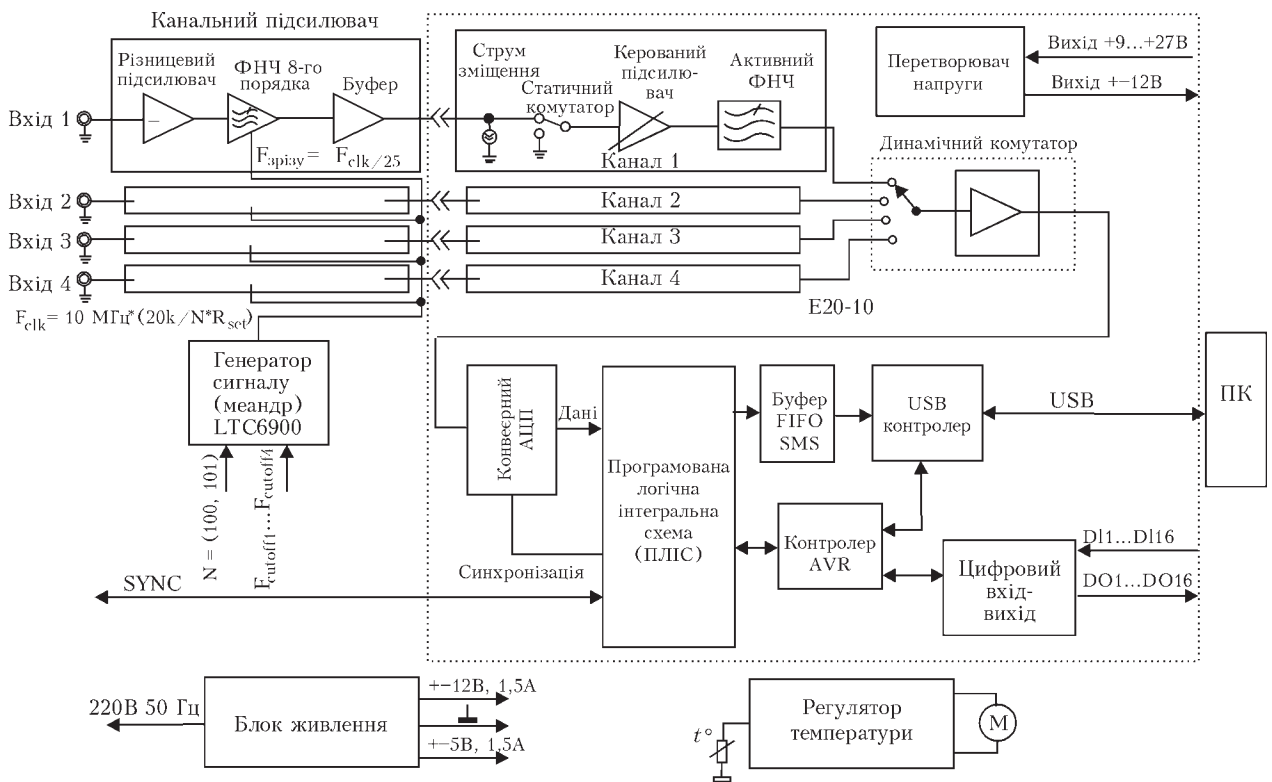 Канальний підсилювач
Різницевий
підсилювач
ФНЧ 8-го
порядка
Буфер
Fзрізу = Fclk/25
Вхід 1
Вхід 2
Вхід 3
Вхід 4
Струм
зміщення
Статичний
комутатор
Керований
підсилю-
вач
Активний
ФНЧ
Канал 1
Канал 2
Канал 3
Канал 4
Перетворювач
напруги
Вихід +9...+27В
Вихід +−12В
Динамічний комутатор
E20-10
Fclk = 10 МГц*(20k/N*Rset)
Генератор
сигналу
(меандр)
LTC6900
N = (100, 101)
Fcutoff1...Fcutoff4
Конвеєрний
АЦП
Дані
Програмована
логічна
інтегральна
схема
(ПЛІС)
Буфер
FIFO
SMS
USB
контролер
USB
ПК
Контролер
AVR
Цифровий
вхід-
вихід
DI1...DI16
DO1...DO16
Синхронізація
SYNC
220В 50 Гц
Блок живлення
+−12В, 1,5А
+−5В, 1,5А
Регулятор
температури
t°
М